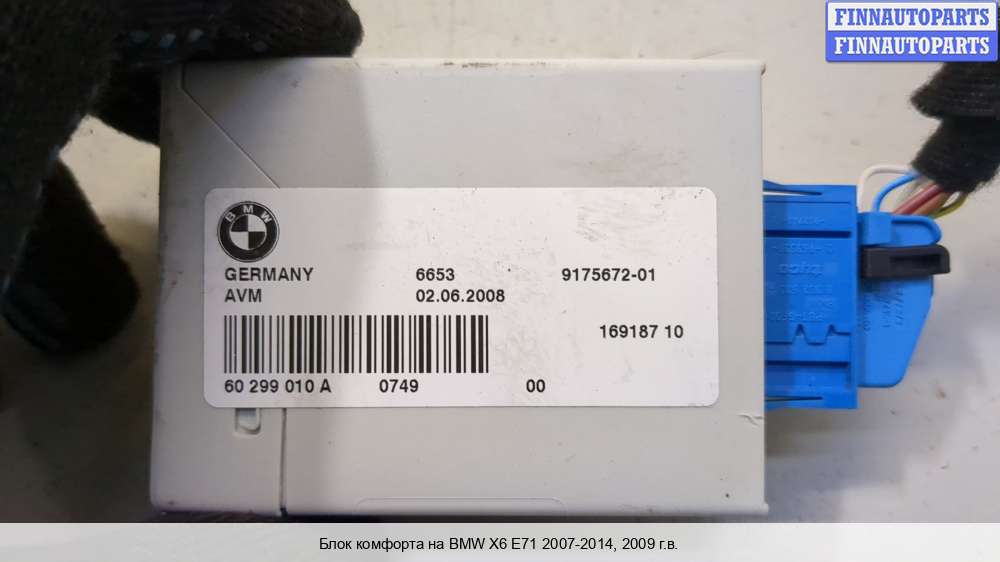 FINNAUTOPARTS
FINNAUTOPARTS
BMW
GERMANY 6653 9175672-01
AVM 02.06.2008
169187 10
60 299 010 A 0749 00
tyco
Блок комфорта на BMW X6 E71 2007-2014, 2009 г.в.